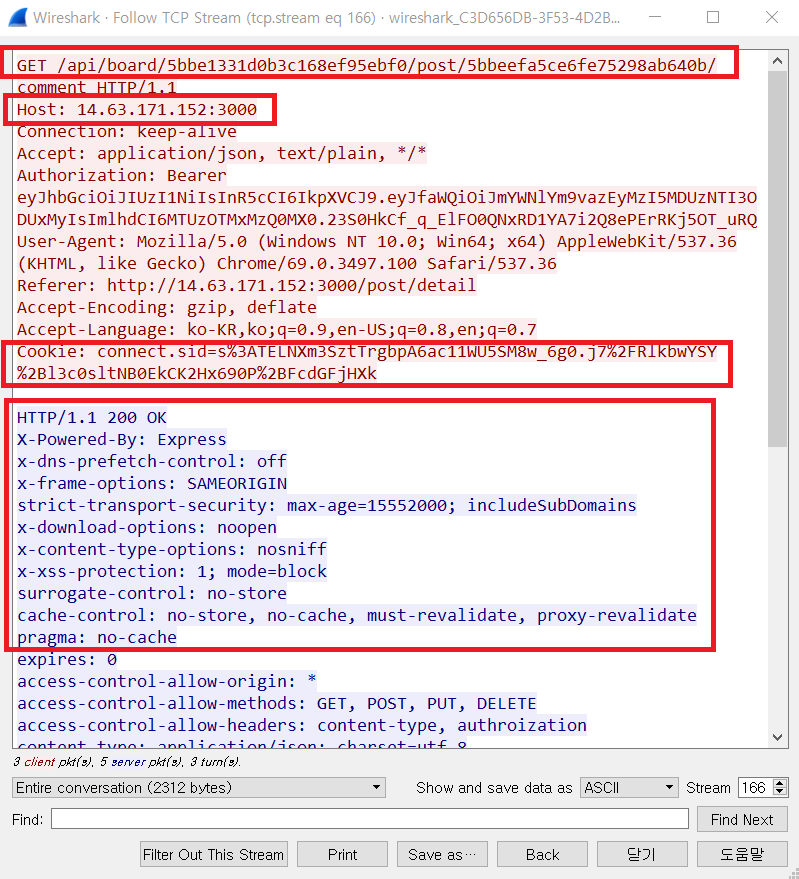 Wireshark · Follow TCP Stream (tcp.stream eq 166) · wireshark_C3D656DB-3F53-4D2B...
GET /api/board/5bbe1331d0b3c168ef95ebf0/post/5bbeefa5ce6fe75298ab640b/
comment HTTP/1.1
Host: 14.63.171.152:3000
Connection: keep-alive
Accept: application/json, text/plain, */*
Authorization: Bearer
eyJhbGciOiJIUzI1NiIsInR5cCI6IkpXVCJ9.eyJfaWQiOiJmYWNlYm9vazEyMzI5MDUzNTI3O
DUxMyIsImlhdCI6MTUzOTMxMzQ0MX0.23S0HkCf_q_ElFO0QNxRD1YA7i2Q8ePErRKj5OT_uRQ
User-Agent: Mozilla/5.0 (Windows NT 10.0; Win64; x64) AppleWebKit/537.36
(KHTML, like Gecko) Chrome/69.0.3497.100 Safari/537.36
Referer: http://14.63.171.152:3000/post/detail
Accept-Encoding: gzip, deflate
Accept-Language: ko-KR,ko;q=0.9,en-US;q=0.8,en;q=0.7
Cookie: connect.sid=s%3ATELNXm3SztTrgbpA6ac11WU5SM8w_6g0.j7%2FRlkbwYSY
%2Bl3c0sltNB0EkCK2Hx690P%2BFcdGFjHXk
HTTP/1.1 200 OK
X-Powered-By: Express
x-dns-prefetch-control: off
x-frame-options: SAMEORIGIN
strict-transport-security: max-age=15552000; includeSubDomains
x-download-options: noopen
x-content-type-options: nosniff
x-xss-protection: 1; mode=block
surrogate-control: no-store
cache-control: no-store, no-cache, must-revalidate, proxy-revalidate
pragma: no-cache
expires: 0
access-control-allow-origin: *
access-control-allow-methods: GET, POST, PUT, DELETE
access-control-allow-headers: content-type, authroization
content-type: application/json; charset=utf-8
3 client pkt(s), 5 server pkt(s), 3 turn(s).
Entire conversation (2312 bytes) Show and save data as ASCII Stream 166
Find: Find Next
Filter Out This Stream Print Save as… Back 닫기 도움말